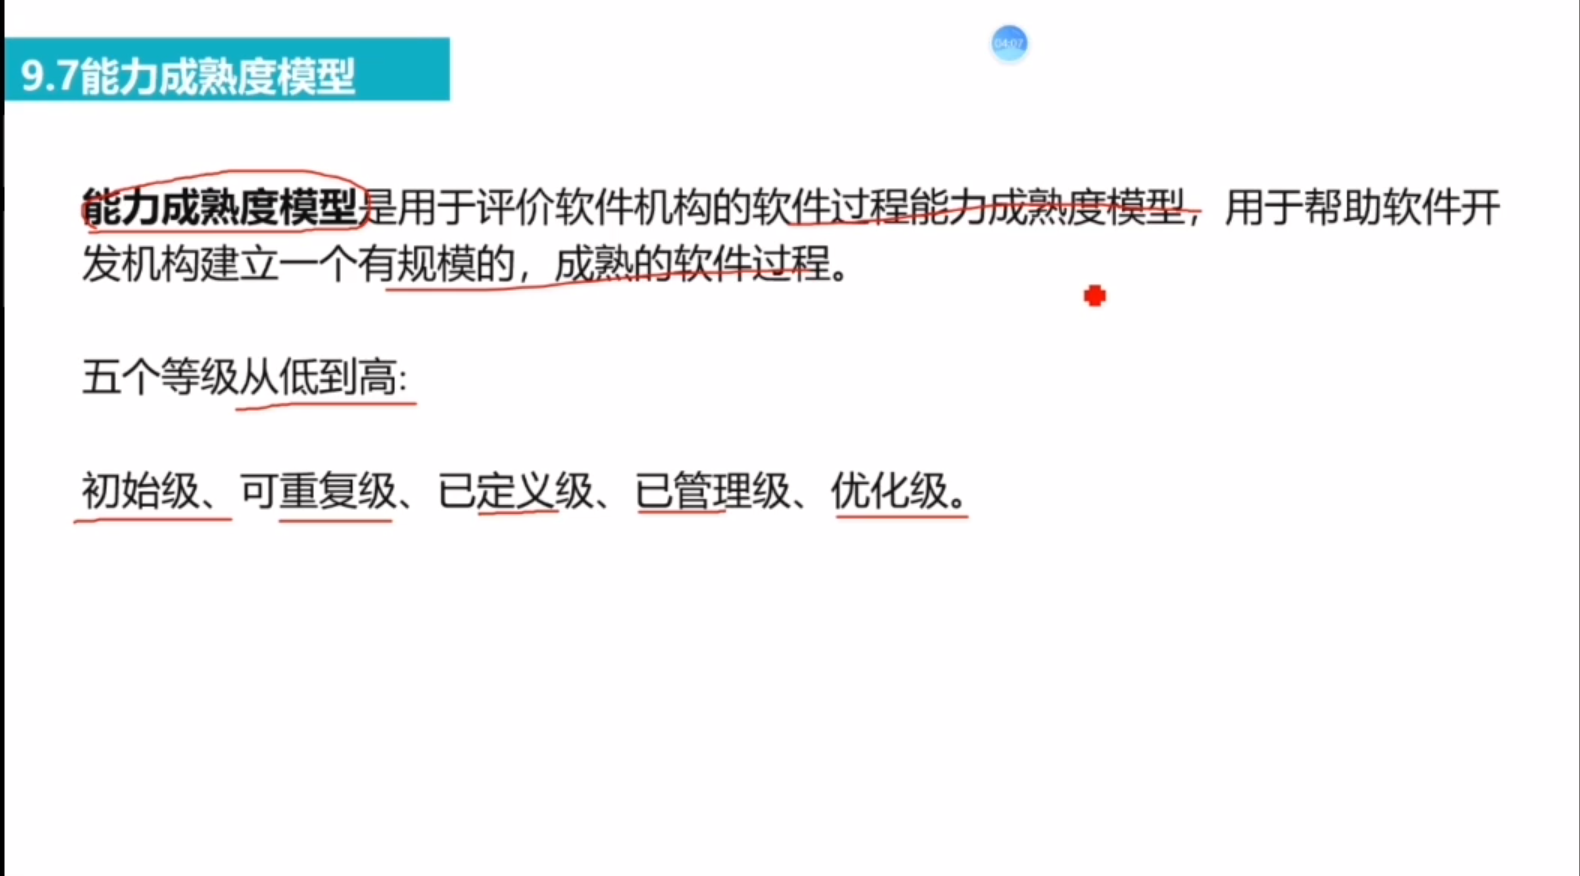 04:07
9.7能力成熟度模型
能力成熟度模型是用于评价软件机构的软件过程能力成熟度模型，用于帮助软件开
发机构建立一个有规模的，成熟的软件过程。
五个等级从低到高:
初始级、可重复级、已定义级、已管理级、优化级。